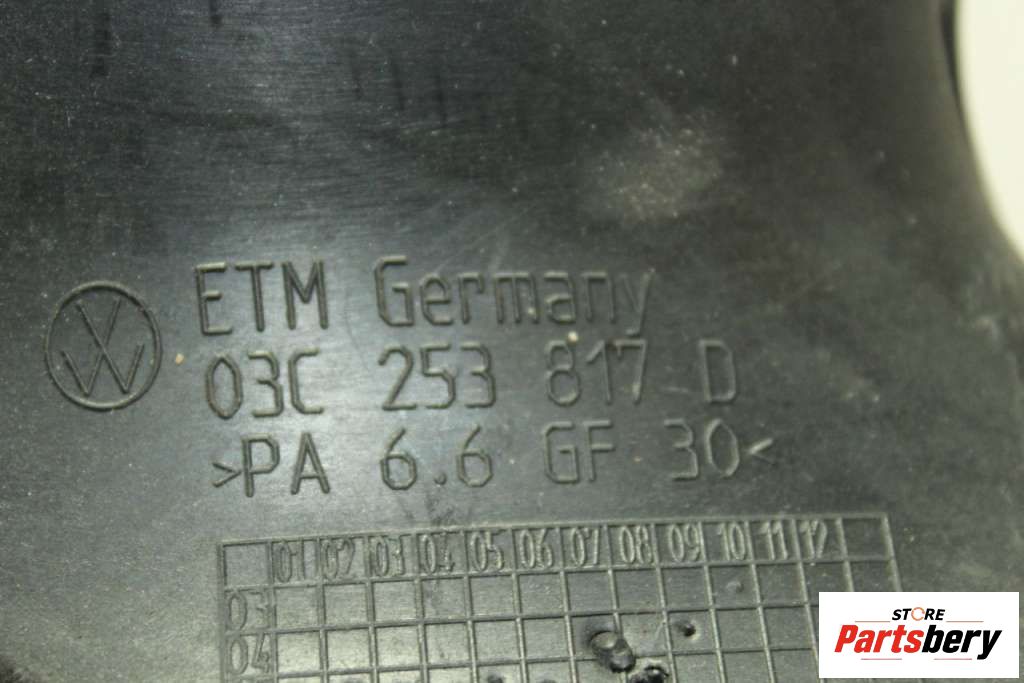 ETM Germany
03C 253 817 D
>PA 6.6 GF 30<
01 02 03 04 05 06 07 08 09 10 11 12
03
04
STORE
Partsbery